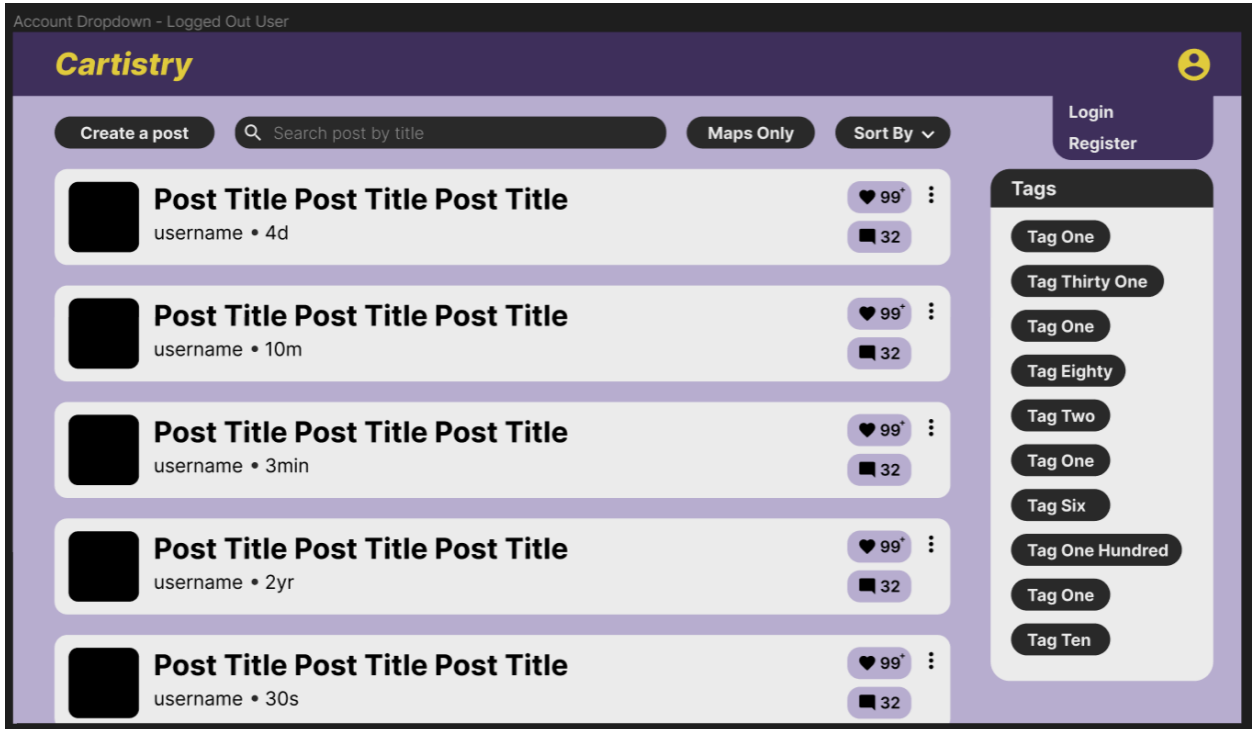 Account Dropdown - Logged Out User
Cartistry
Login
Register
Create a post
Search post by title
Maps Only
Sort By
Post Title Post Title Post Title
username • 4d
99+
32
Post Title Post Title Post Title
username • 10m
99+
32
Post Title Post Title Post Title
username • 3min
99+
32
Post Title Post Title Post Title
username • 2yr
99+
32
Post Title Post Title Post Title
username • 30s
99+
32
Tags
Tag One
Tag Thirty One
Tag One
Tag Eighty
Tag Two
Tag One
Tag Six
Tag One Hundred
Tag One
Tag Ten